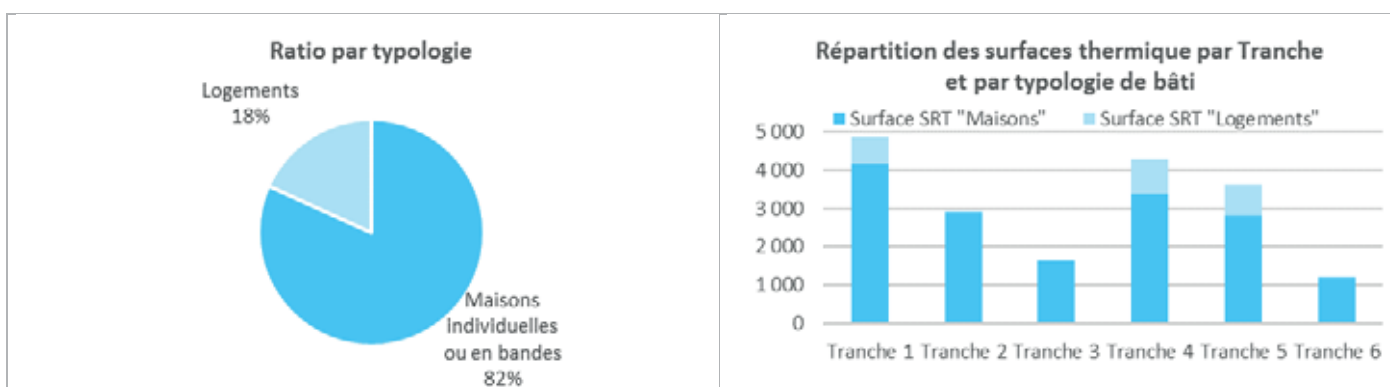 Ratio par typologie
Logements
18%
Maisons
individuelles
ou en bandes
82%
Répartition des surfaces thermique par Tranche
et par typologie de bâti
Surface SRT "Maisons" Surface SRT "Logements"
5 000
4 000
3 000
2 000
1 000
0
Tranche 1 Tranche 2 Tranche 3 Tranche 4 Tranche 5 Tranche 6